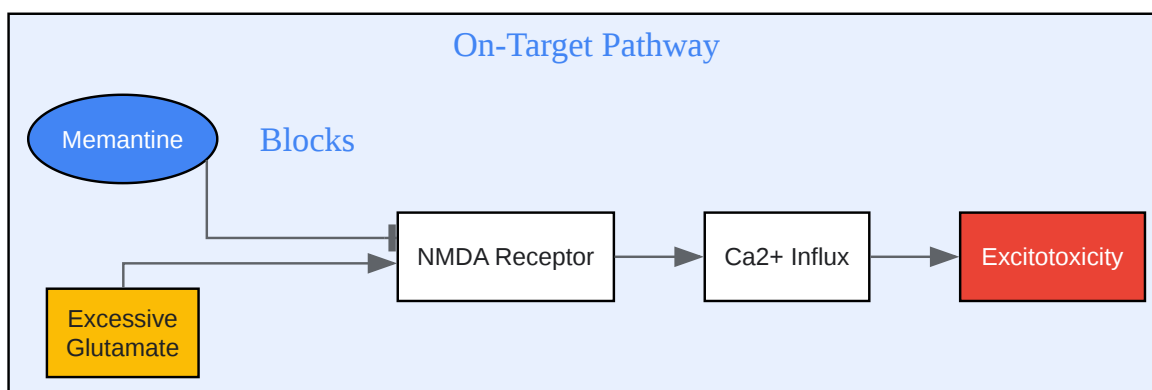 On-Target Pathway
Memantine
Blocks
NMDA Receptor
Ca2+ Influx
Excitotoxicity
Excessive
Glutamate